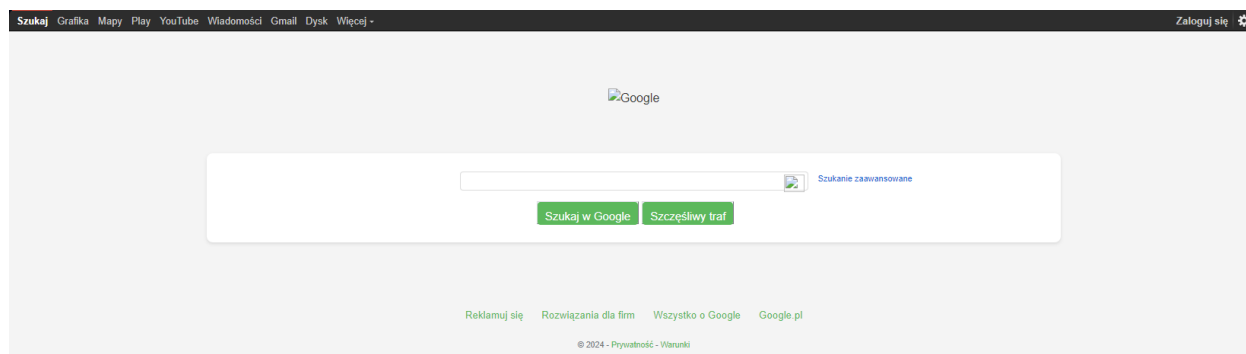 Szukaj Grafika Mapy Play YouTube Wiadomości Gmail Dysk Więcej Zaloguj się
Google
Szukanie zaawansowane
Szukaj w Google Szczęśliwy traf
Reklamuj się Rozwiązania dla firm Wszystko o Google Google.pl
© 2024 - Prywatność - Warunki